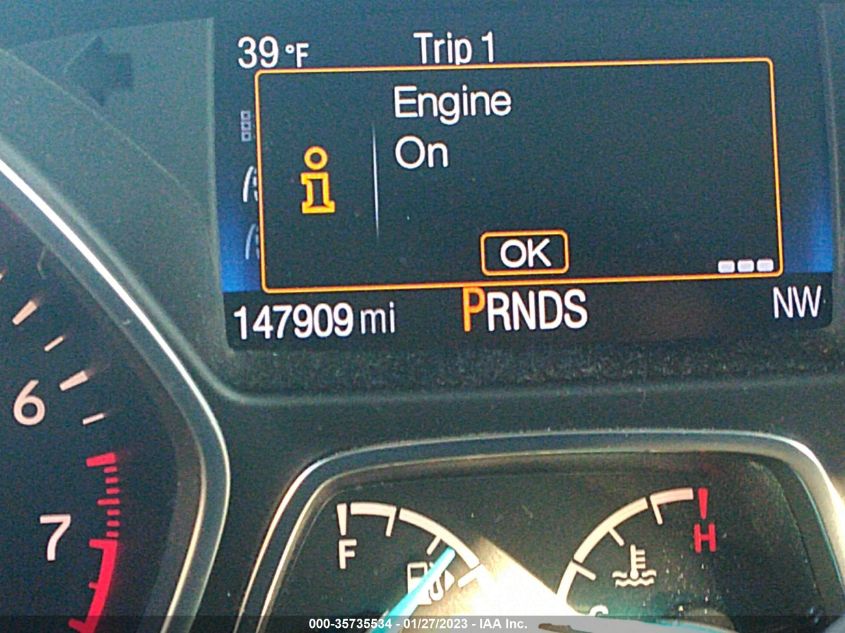 39°F Trip 1
Engine
On
OK
147909 mi PRNDS NW
6
7
F
H
000-35735534 - 01/27/2023 - IAA Inc.